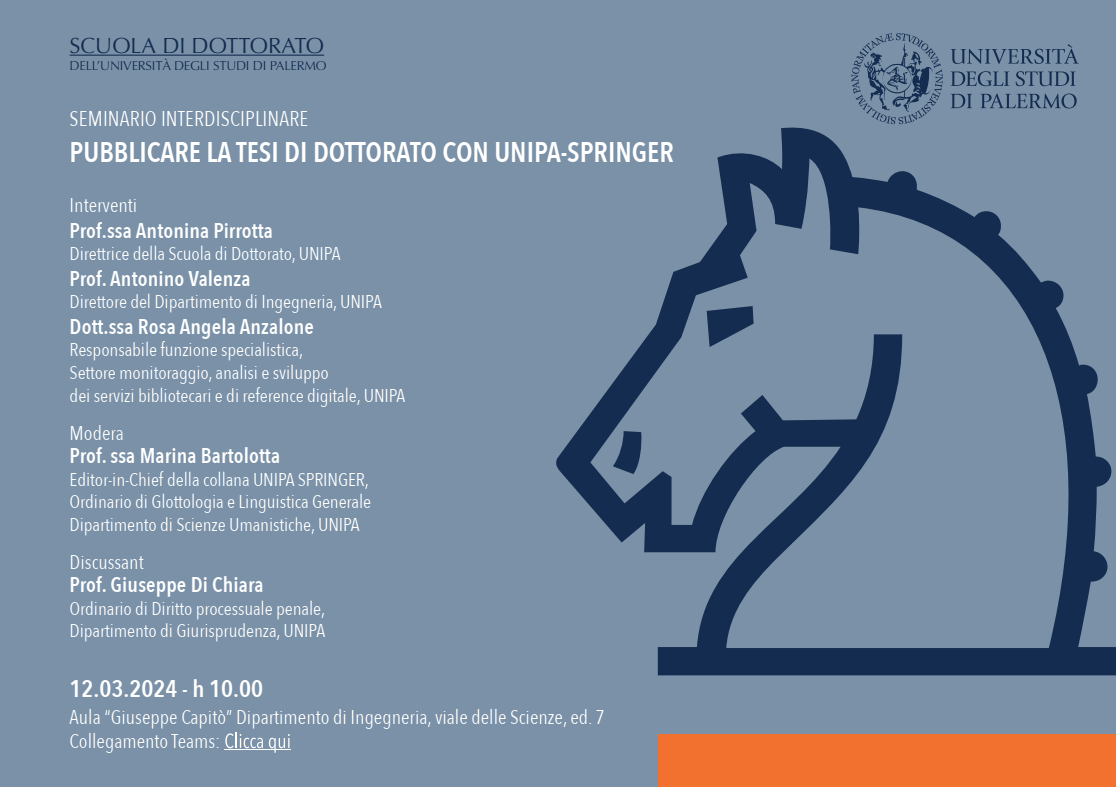 SCUOLA DI DOTTORATO
DELL'UNIVERSITÀ DEGLI STUDI DI PALERMO
SIGILLVM VNIVERSITATIS STVDIORVM PANORMITANÆ
UNIVERSITÀ
DEGLI STUDI
DI PALERMO
SEMINARIO INTERDISCIPLINARE
PUBBLICARE LA TESI DI DOTTORATO CON UNIPA-SPRINGER
Interventi
Prof.ssa Antonina Pirrotta
Direttrice della Scuola di Dottorato, UNIPA
Prof. Antonino Valenza
Direttore del Dipartimento di Ingegneria, UNIPA
Dott.ssa Rosa Angela Anzalone
Responsabile funzione specialistica,
Settore monitoraggio, analisi e sviluppo
dei servizi bibliotecari e di reference digitale, UNIPA
Modera
Prof. ssa Marina Bartolotta
Editor-in-Chief della collana UNIPA SPRINGER,
Ordinario di Glottologia e Linguistica Generale
Dipartimento di Scienze Umanistiche, UNIPA
Discussant
Prof. Giuseppe Di Chiara
Ordinario di Diritto processuale penale,
Dipartimento di Giurisprudenza, UNIPA
12.03.2024 - h 10.00
Aula “Giuseppe Capitò” Dipartimento di Ingegneria, viale delle Scienze, ed. 7
Collegamento Teams: Clicca qui